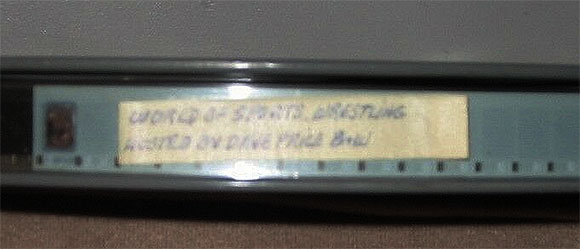 WORLD OF SPORTS. WRESTLING
HOSTED BY DAVE PRICE B+W